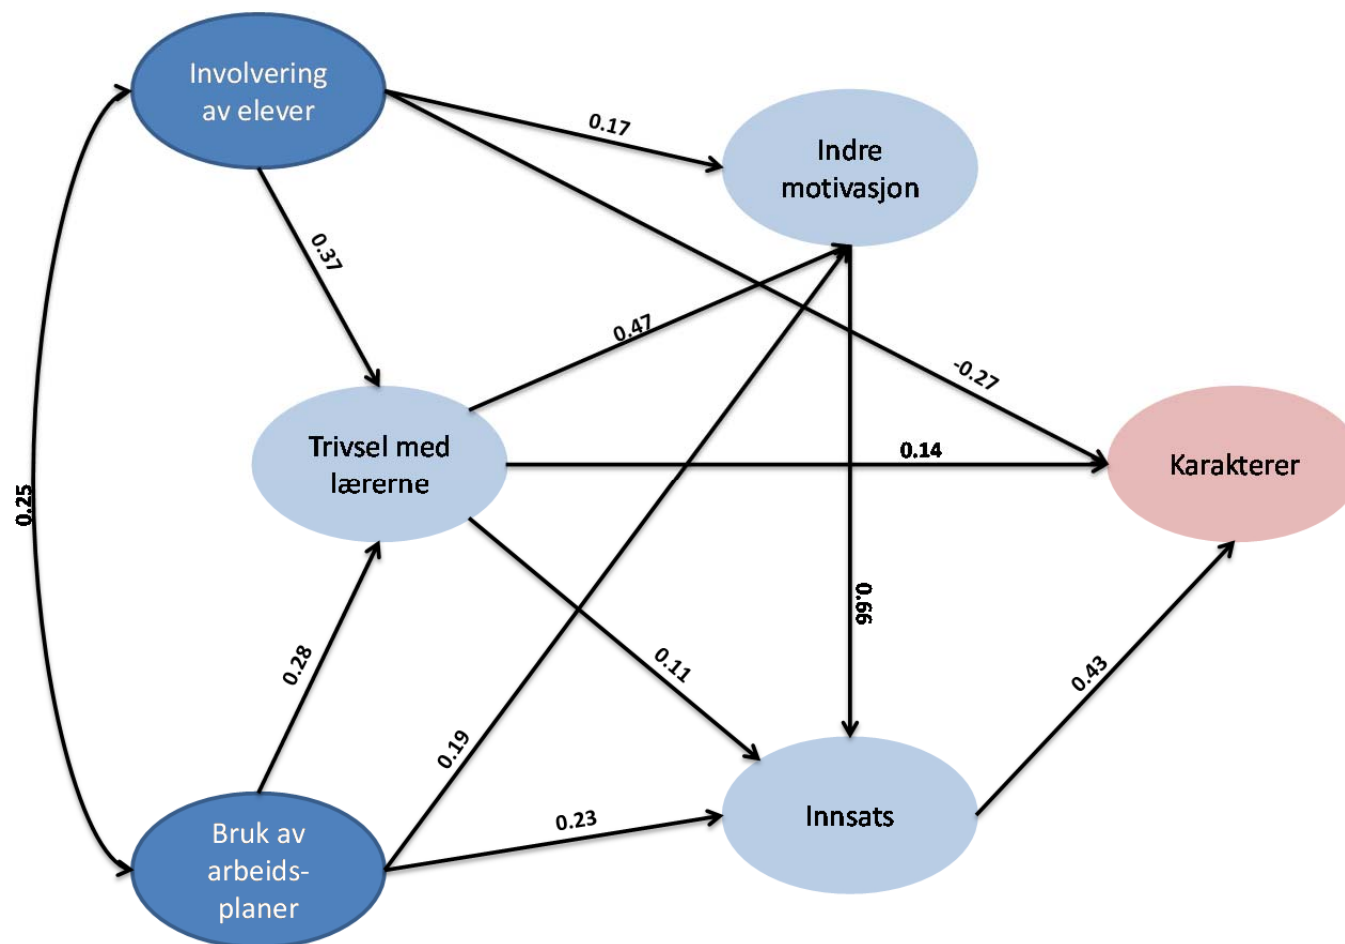 Involvering
av elever
0.17
Indre
motivasjon
0.37
0.47
-0.27
Trivsel med
lærerne
0.14
Karakterer
0.25
0.66
0.28
0.11
0.43
0.19
0.23
Innsats
Bruk av
arbeids-
planer